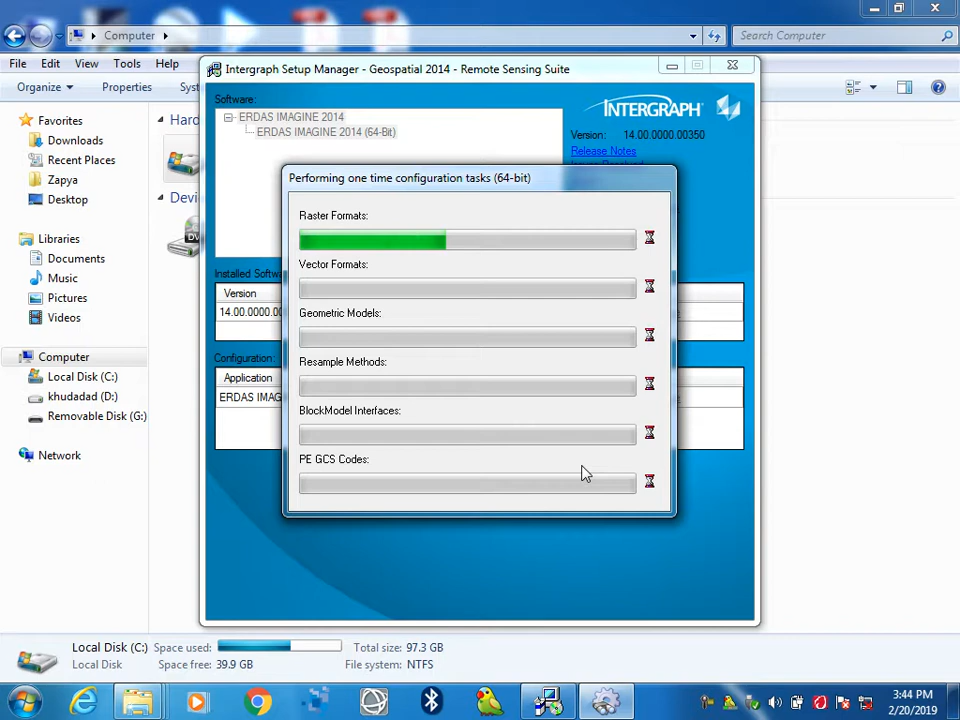 Computer
Search Computer
File Edit View Tools Help
Organize Properties
Favorites
Downloads
Recent Places
Zapya
Desktop
Libraries
Documents
Music
Pictures
Videos
Computer
Local Disk (C:)
khudadad (D:)
Removable Disk (G:)
Network
Intergraph Setup Manager - Geospatial 2014 - Remote Sensing Suite
Software:
ERDAS IMAGINE 2014
ERDAS IMAGINE 2014 (64-Bit)
INTERGRAPH
Version: 14.00.0000.00350
Release Notes
Version
Configuration:
Application
Performing one time configuration tasks (64-bit)
Raster Formats:
Vector Formats:
Geometric Models:
Resample Methods:
BlockModel Interfaces:
PE GCS Codes:
Local Disk (C:) Space used: Total size: 97.3 GB
Local Disk Space free: 39.9 GB File system: NTFS
3:44 PM
2/20/2019